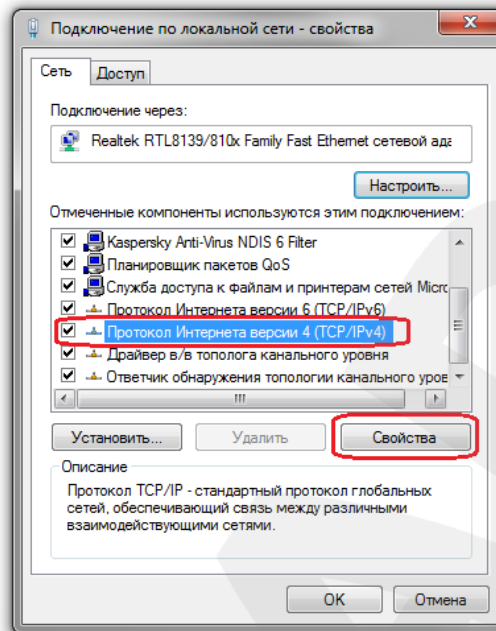 Подключение по локальной сети - свойства
Сеть
Доступ
Подключение через:
Realtek RTL8139/810x Family Fast Ethernet сетевой ада
Настроить...
Отмеченные компоненты используются этим подключением:
Kaspersky Anti-Virus NDIS 6 Filter
Планировщик пакетов QoS
Служба доступа к файлам и принтерам сетей Micro
Протокол Интернета версии 6 (TCP/IPv6)
Протокол Интернета версии 4 (TCP/IPv4)
Драйвер в/в тополога канального уровня
Ответчик обнаружения топологии канального уров
Установить...
Удалить
Свойства
Описание
Протокол TCP/IP - стандартный протокол глобальных
сетей, обеспечивающий связь между различными
взаимодействующими сетями.
OK
Отмена